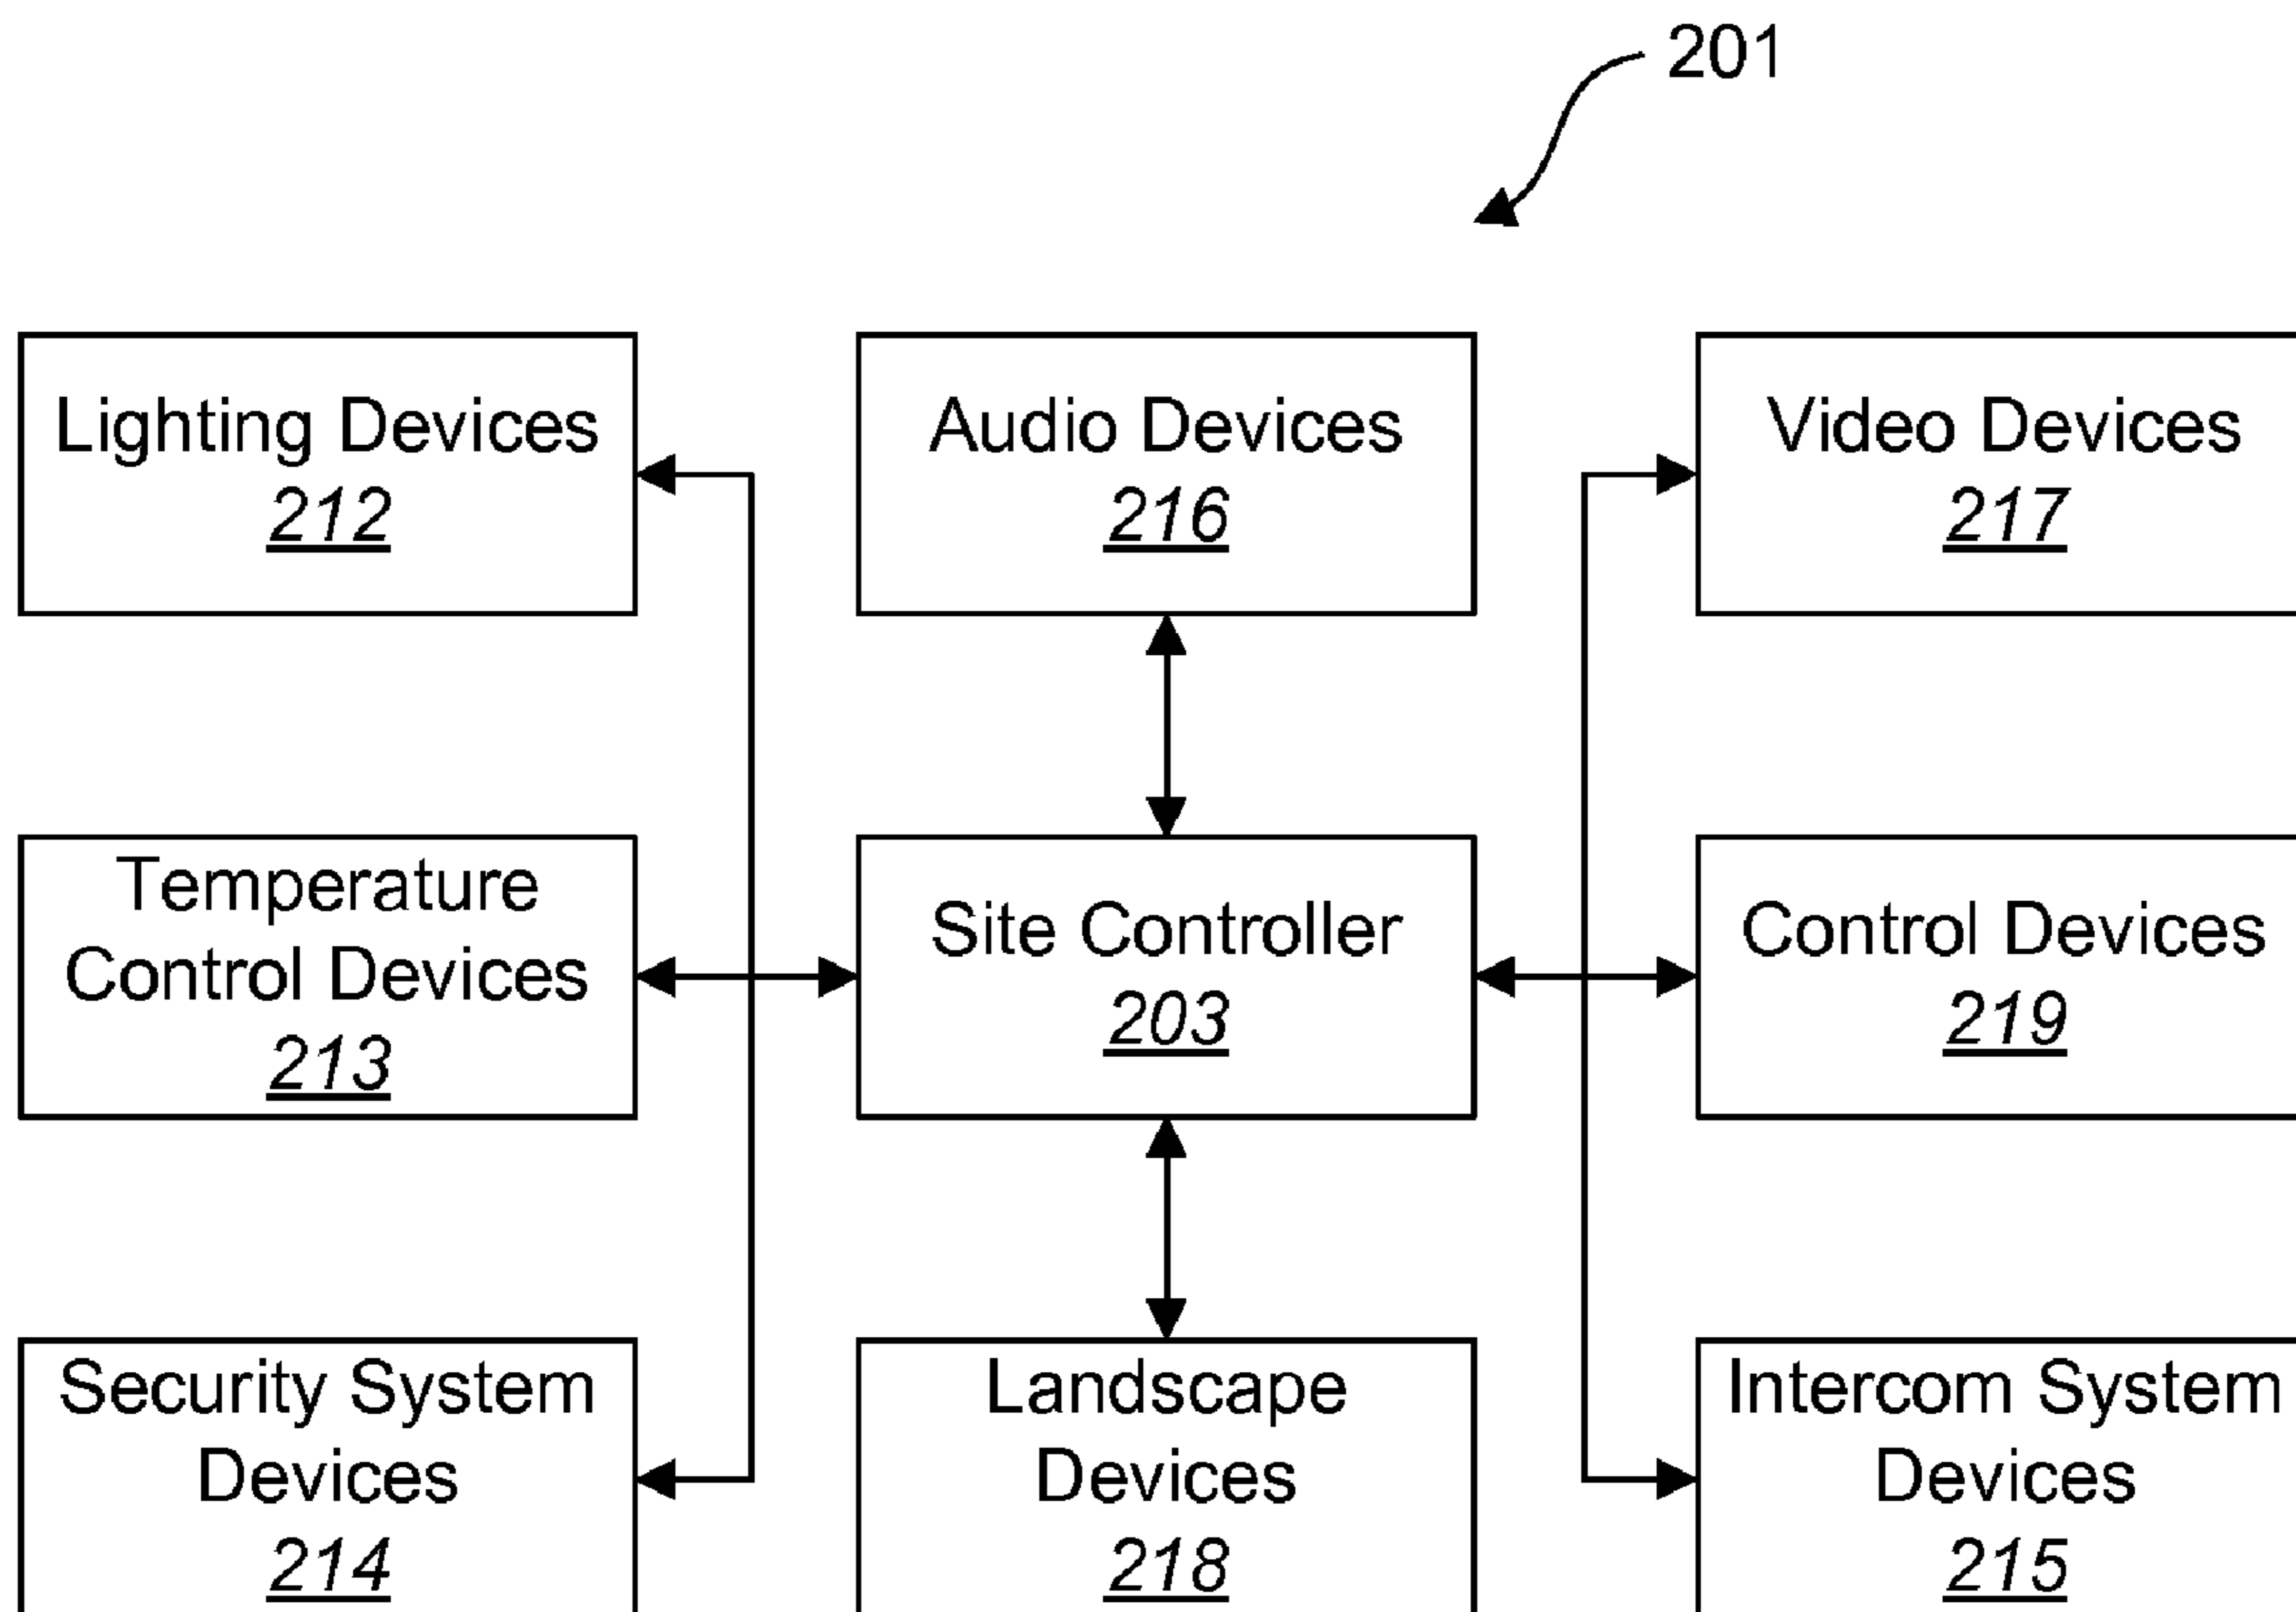 201
Lighting Devices
212
Audio Devices
216
Video Devices
217
Temperature
Control Devices
213
Site Controller
203
Control Devices
219
Security System
Devices
214
Landscape
Devices
218
Intercom System
Devices
215